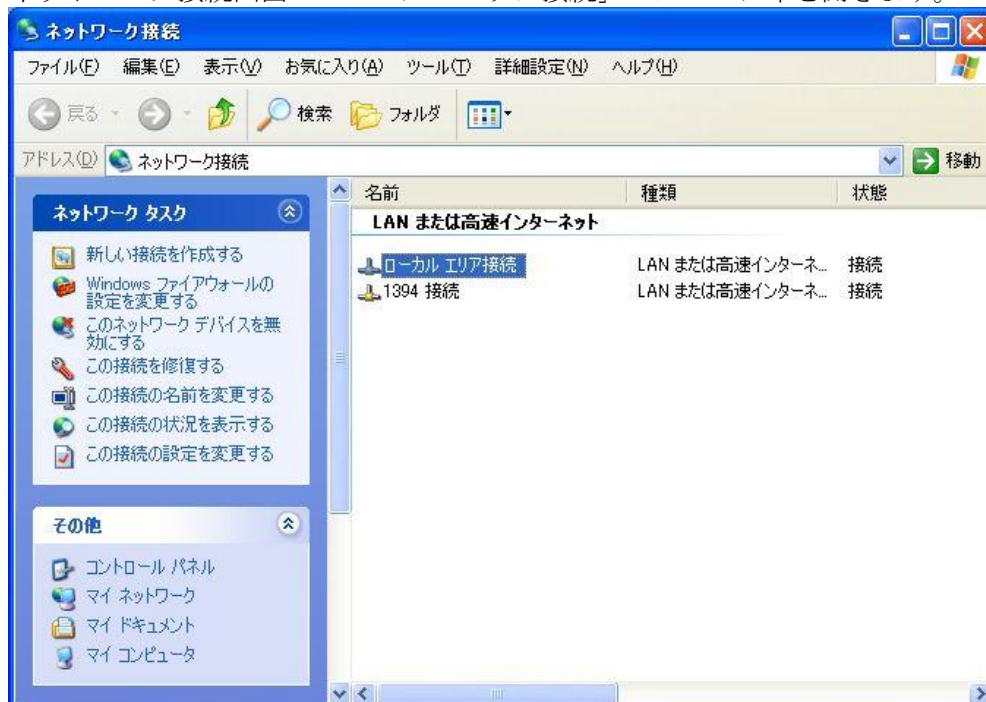 ネットワーク接続
ファイル(F) 編集(E) 表示(V) お気に入り(A) ツール(T) 詳細設定(N) ヘルプ(H)
戻る 検索 フォルダ
アドレス(D) ネットワーク接続 移動
ネットワーク タスク
新しい接続を作成する
Windows ファイアウォールの
設定を変更する
このネットワーク デバイスを無
効にする
この接続を修復する
この接続の名前を変更する
この接続の状況を表示する
この接続の設定を変更する
その他
コントロール パネル
マイ ネットワーク
マイ ドキュメント
マイ コンピュータ
名前 種類 状態
LAN または高速インターネット
ローカル エリア接続 LAN または高速インターネ... 接続
1394 接続 LAN または高速インターネ... 接続